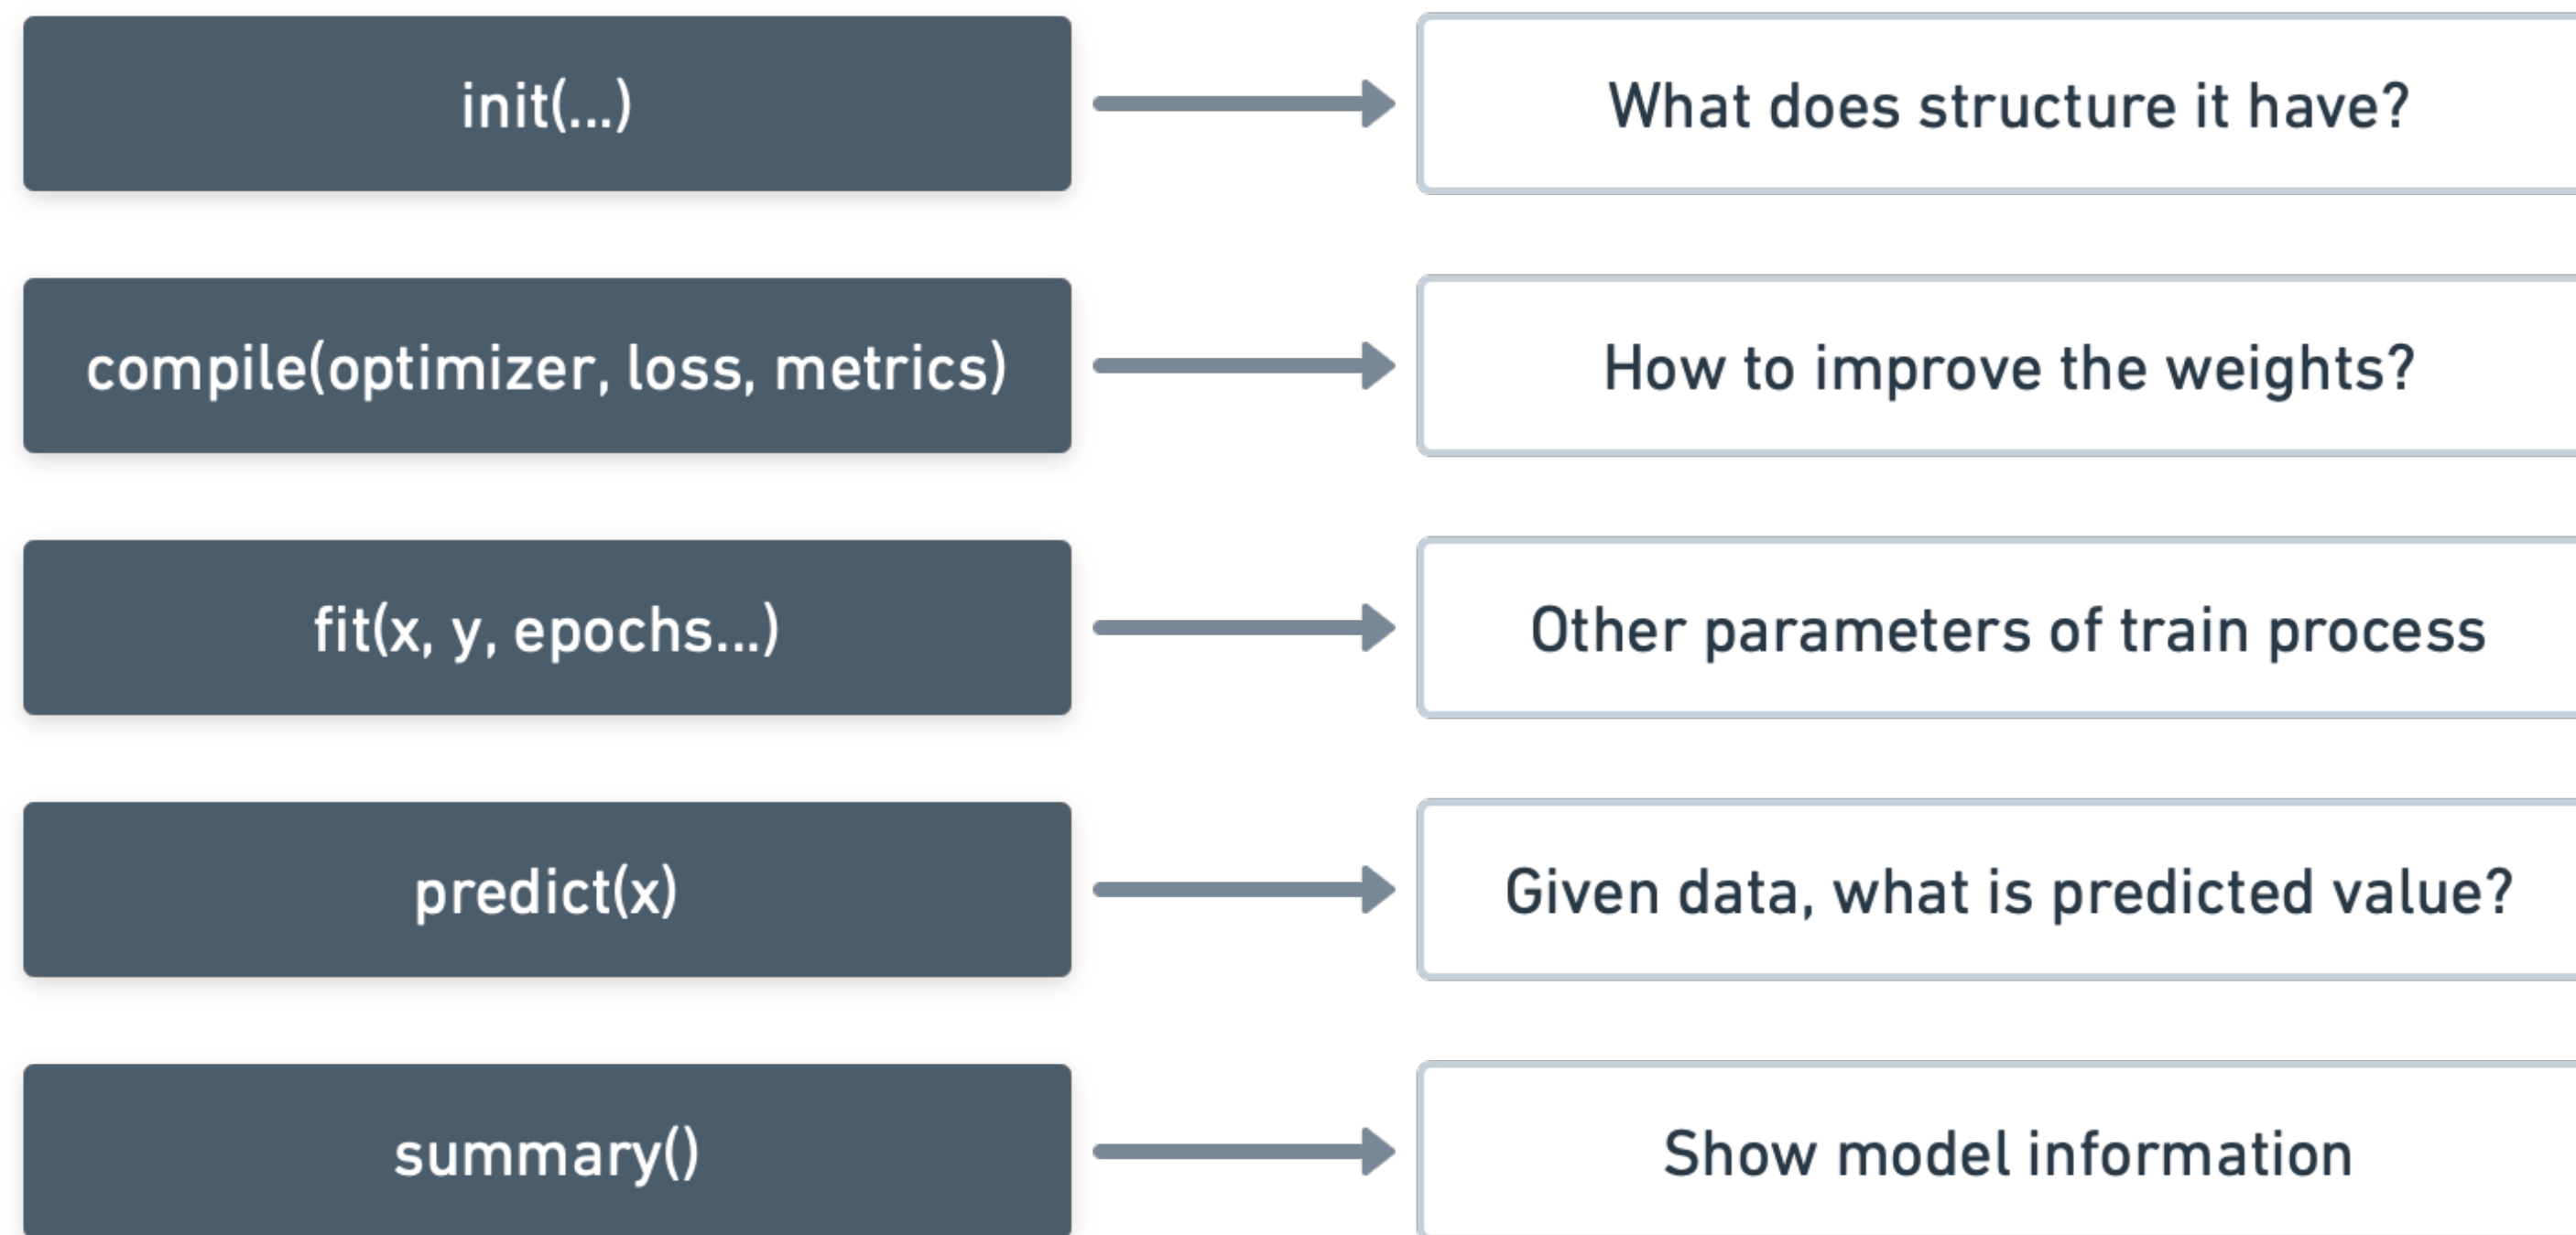 init(...)
What does structure it have?
compile(optimizer, loss, metrics)
How to improve the weights?
fit(x, y, epochs...)
Other parameters of train process
predict(x)
Given data, what is predicted value?
summary()
Show model information